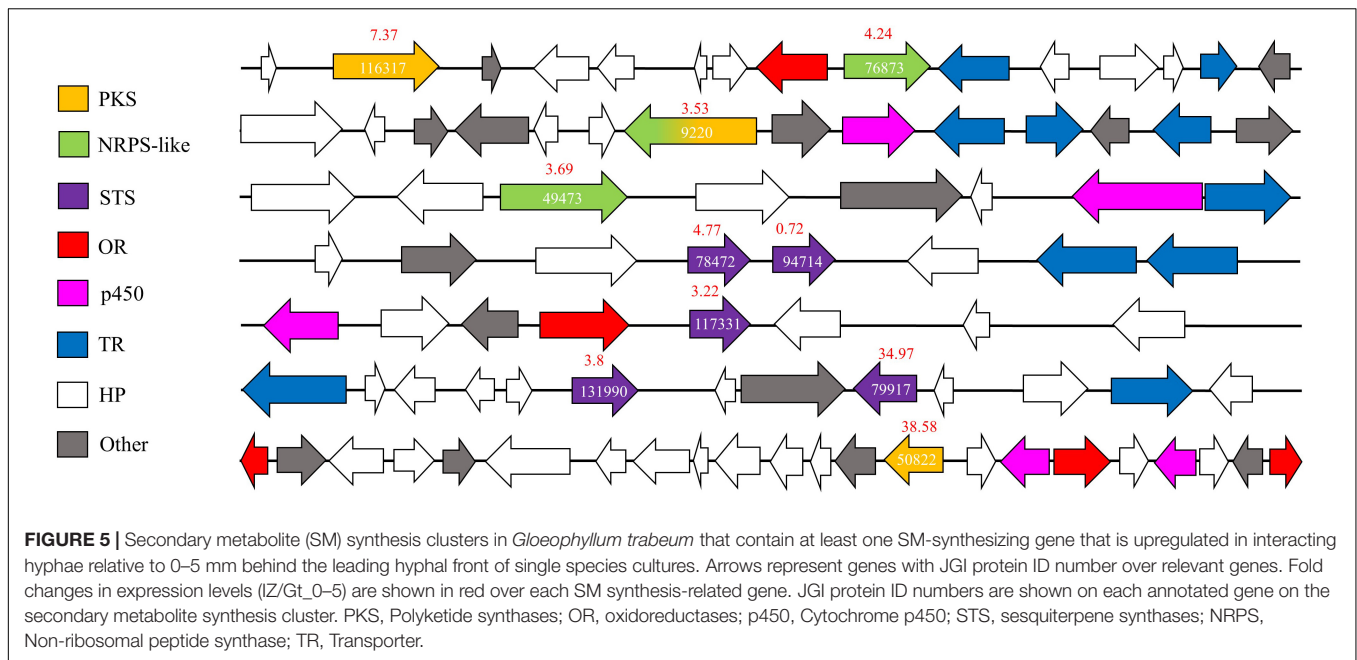 7.37
4.24
116317
76873
PKS
3.53
NRPS-like
9220
3.69
STS
49473
OR
4.77
0.72
78472
94714
p450
3.22
TR
117331
HP
3.8
34.97
131990
79917
Other
38.58
50822
FIGURE 5 | Secondary metabolite (SM) synthesis clusters in Gloeophyllum trabeum that contain at least one SM-synthesizing gene that is upregulated in interacting
hyphae relative to 0–5 mm behind the leading hyphal front of single species cultures. Arrows represent genes with JGI protein ID number over relevant genes. Fold
changes in expression levels (IZ/Gt_0–5) are shown in red over each SM synthesis-related gene. JGI protein ID numbers are shown on each annotated gene on the
secondary metabolite synthesis cluster. PKS, Polyketide synthases; OR, oxidoreductases; p450, Cytochrome p450; STS, sesquiterpene synthases; NRPS,
Non-ribosomal peptide synthase; TR, Transporter.